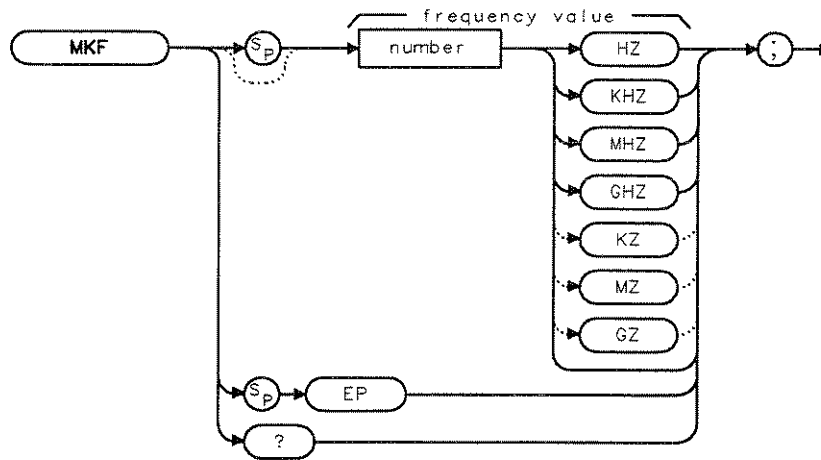 frequency value
MKF
SP
number
HZ
;
KHZ
MHZ
GHZ
KZ
MZ
GZ
SP
EP
?